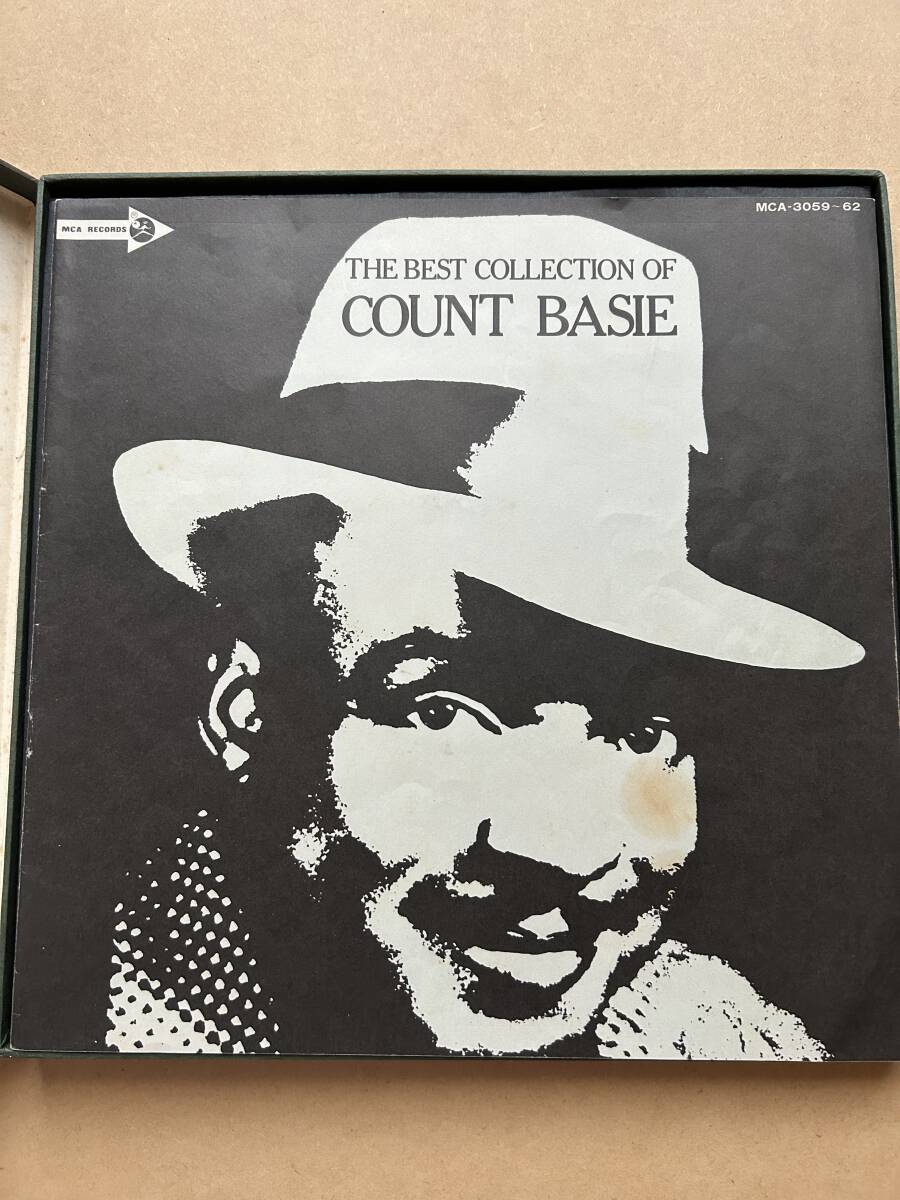 MCA-3059~62
MCA RECORDS
®
THE BEST COLLECTION OF
COUNT BASIE